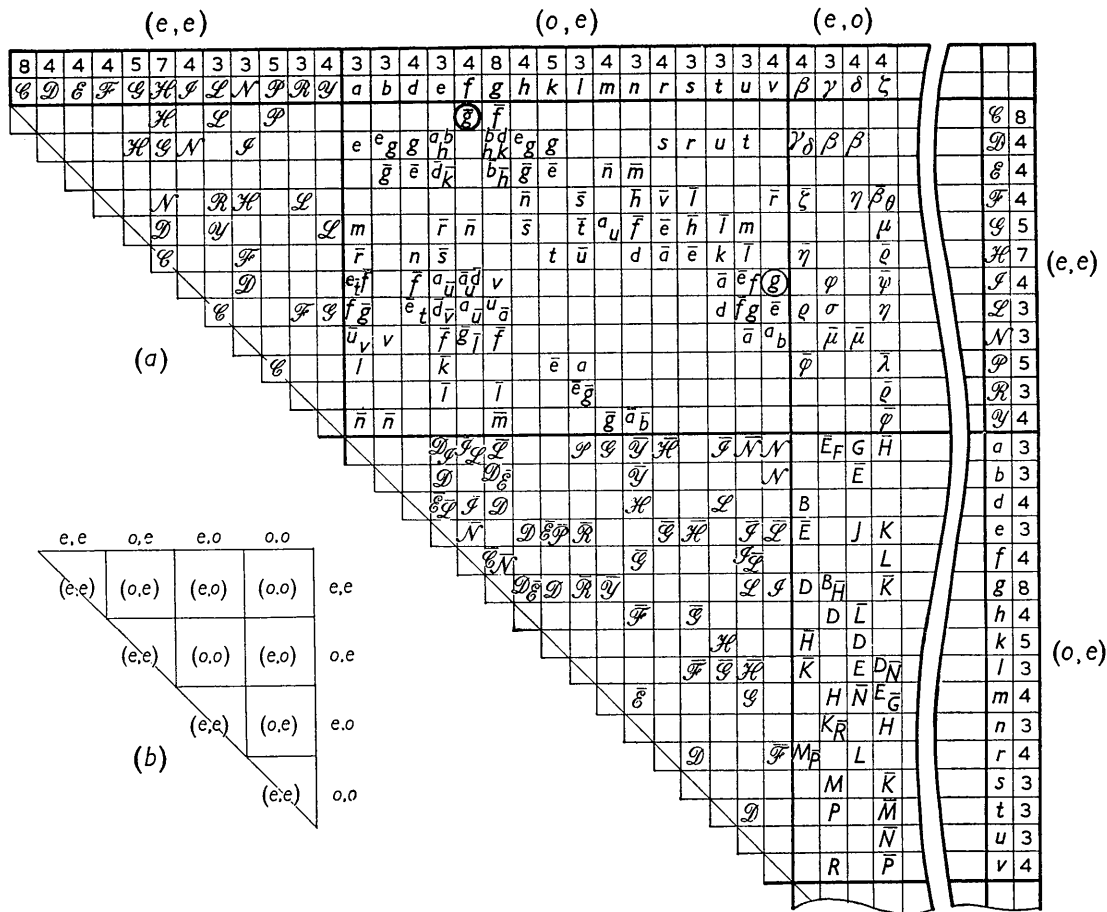 (e,e) (o,e) (e,o)
8 4 4 4 5 7 4 3 3 5 3 4 3 3 4 3 4 8 4 5 3 4 3 4 3 3 3 4 4 3 4 4
𝒞 𝒟 ℰ ℱ 𝒢 ℋ ℐ ℒ 𝒩 𝒫 ℛ 𝒴 a b d e f g h k l m n r s t u v β γ δ ζ
ℋ ℒ 𝒫 ḡ f̄ 𝒞 8
ℋ 𝒢 𝒩 ℐ e e g g a b h b̄ d h k e g g s r u t γ δ β β 𝒟 4
ḡ ē d̄ k̄ b h̄ ḡ ē n̄ m̄ ℰ 4
𝒩 ℛ ℋ ℒ n̄ s̄ h̄ v̄ l̄ r̄ ζ̄ η β̄ θ ℱ 4
𝒟 𝒴 ℒ m r̄ n̄ s̄ t̄ a u f̄ ē h̄ l̄ m μ 𝒢 5
𝒞 ℱ r̄ n s̄ t ū d ā ē k l̄ η̄ ϱ̄ ℋ 7
𝒟 e t̄ f̄ f̄ a ū ā d̄ u v ā ē f g φ ψ̄ ℐ 4
(e,e)
𝒞 ℱ 𝒢 f ḡ ē t d̄ v̄ a ū u ā d f̄ g ē ϱ σ η ℒ 3
ū v v f̄ ḡ l̄ f̄ ā a b μ̄ μ̄ 𝒩 3
(a)
𝒞 l k̄ ē a φ̄ λ̄ 𝒫 5
l̄ l̄ e ḡ ϱ̄ ℛ 3
n̄ n̄ m̄ ḡ ā b̄ φ̄ 𝒴 4
𝒟 ℐ ℐ̄ ℒ ℒ̄ 𝒫 𝒢 𝒴̄ ℋ̄ ℐ̄ 𝒩̄ 𝒩 Ē F G H̄ a 3
𝒟 𝒟 ℰ̄ 𝒴̄ 𝒩 Ē b 3
ℰ̄ ℒ̄ ℐ̄ 𝒟 ℋ ℒ B d 4
𝒩̄ 𝒟 ℰ̄ 𝒫̄ ℛ̄ 𝒢̄ ℋ̄ ℐ̄ ℒ̄ Ē J K e 3
𝒞̄ 𝒩̄ 𝒢̄ ℐ ℒ̄ L f 4
𝒟 ℰ̄ 𝒟 ℛ̄ 𝒴̄ ℒ ℐ D B H̄ K̄ g 8
ℱ̄ 𝒢̄ D L̄ h 4
(o,e)
ℋ H̄ D k 5
ℱ̄ 𝒢̄ ℋ̄ K̄ E D N̄ l 3
ℰ̄ 𝒢 H N̄ E Ḡ m 4
K R̄ H n 3
𝒟 ℱ̄ M P̄ L r 4
M K̄ s 3
𝒟 P M̄ t 3
N̄ u 3
R P̄ v 4
e,e o,e e,o o,o
(e,e) (o,e) (e,o) (o,o) e,e
(e,e) (o,o) (e,o) o,e
(e,e) (o,e) e,o
(b)
(e,e) o,o